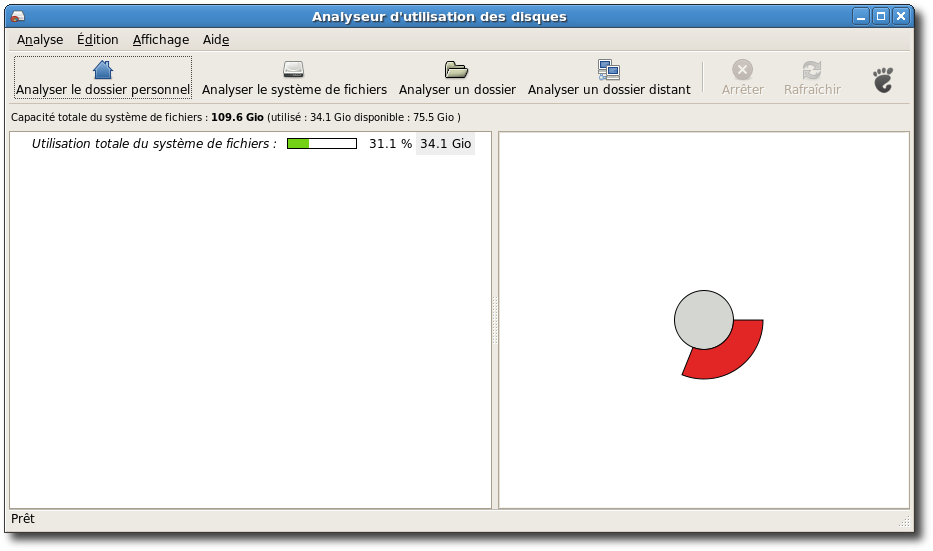 Analyseur d'utilisation des disques
Analyse Édition Affichage Aide
Analyser le dossier personnel Analyser le système de fichiers Analyser un dossier Analyser un dossier distant Arrêter Rafraîchir
Capacité totale du système de fichiers : 109.6 Gio (utilisé : 34.1 Gio disponible : 75.5 Gio )
Utilisation totale du système de fichiers : 31.1 % 34.1 Gio
Prêt